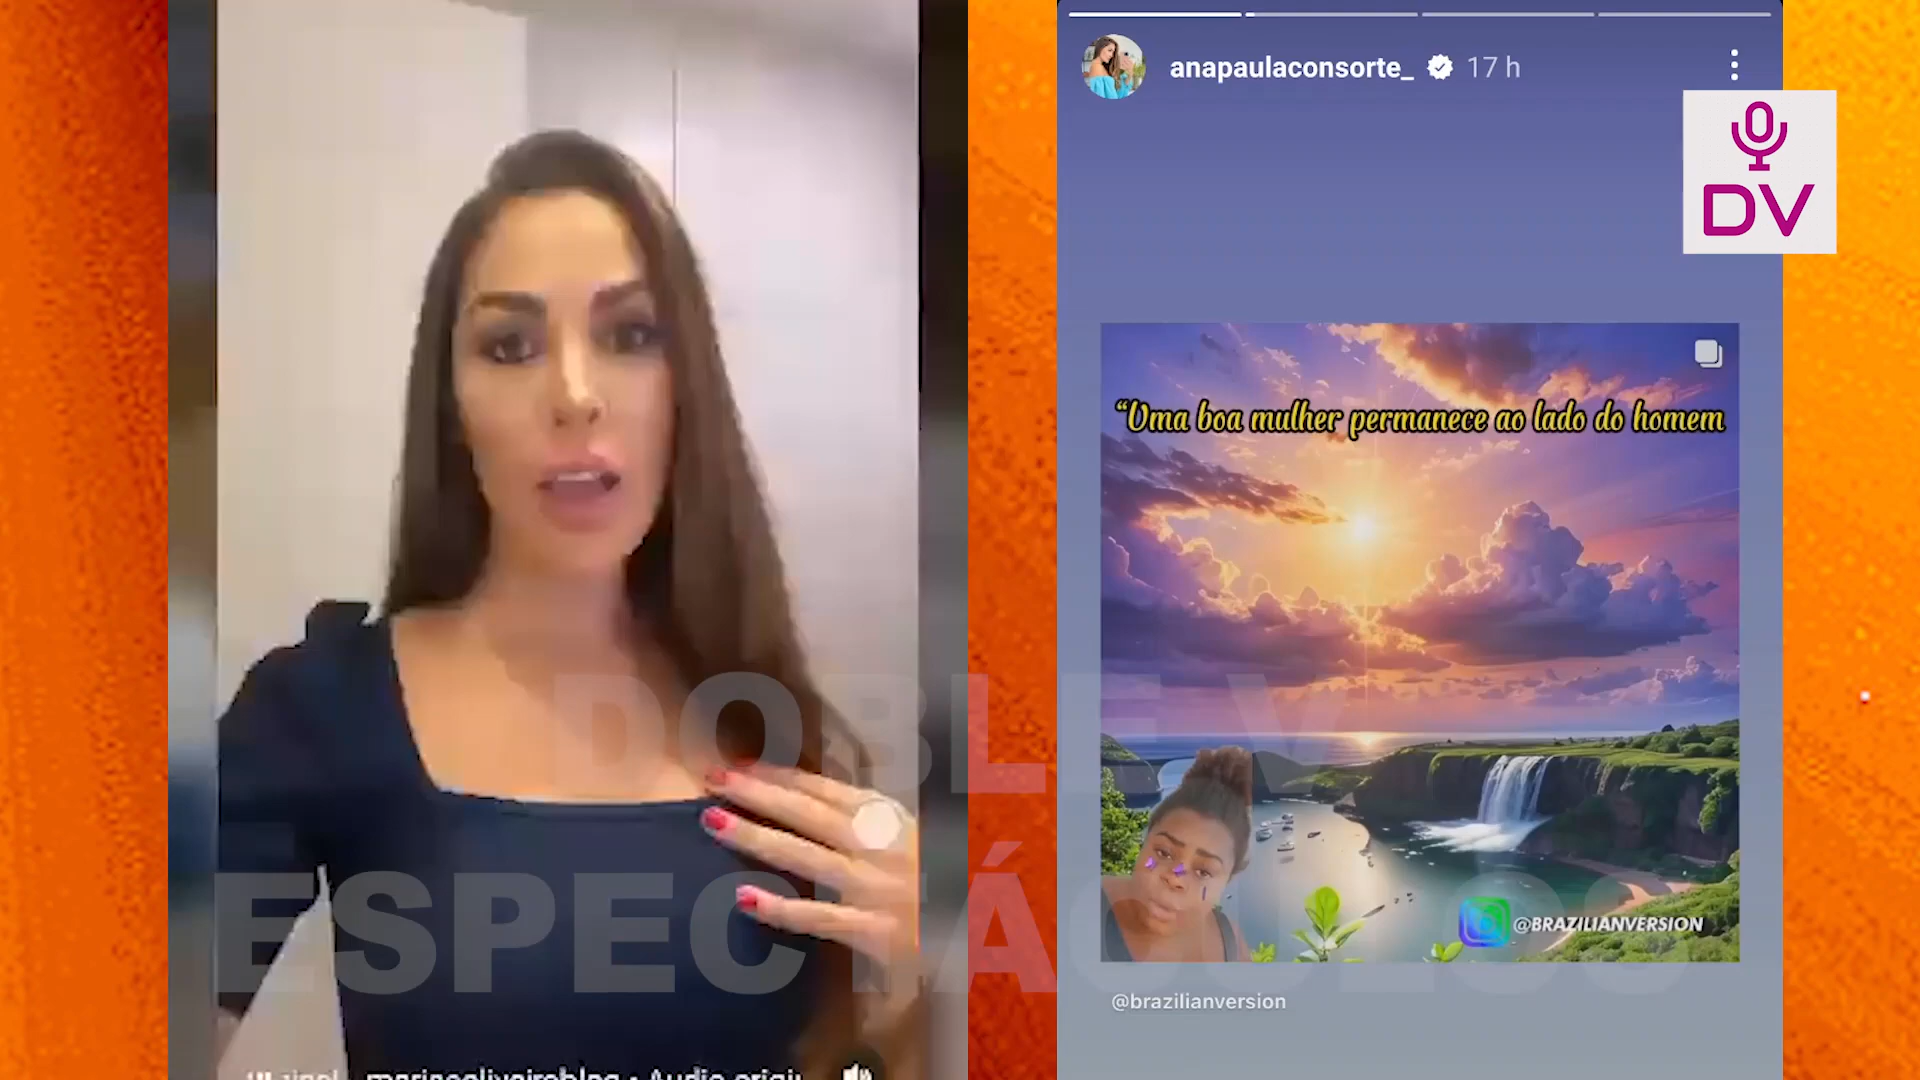 anapaulaconsorte_ 17 h
DV
“Uma boa mulher permanece ao lado do homem
DOBLE V
ESPECTÁCULOS
@BRAZILIANVERSION
@brazilianversion